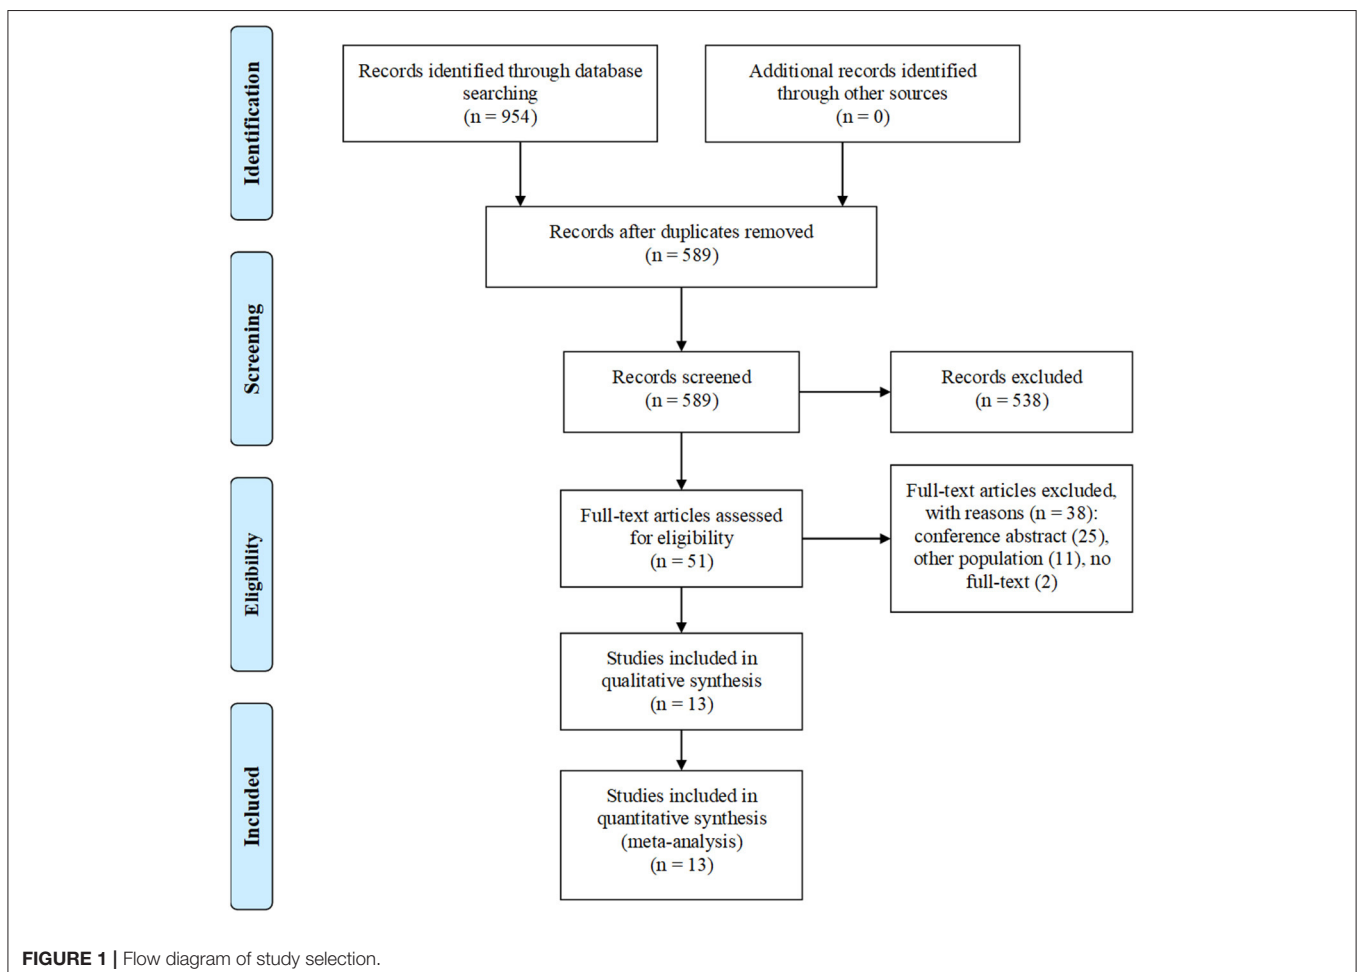 Identification
Records identified through database
searching
(n = 954)
Additional records identified
through other sources
(n = 0)
Records after duplicates removed
(n = 589)
Screening
Records screened
(n = 589)
Records excluded
(n = 538)
Eligibility
Full-text articles assessed
for eligibility
(n = 51)
Full-text articles excluded,
with reasons (n = 38):
conference abstract (25),
other population (11), no
full-text (2)
Studies included in
qualitative synthesis
(n = 13)
Included
Studies included in
quantitative synthesis
(meta-analysis)
(n = 13)
FIGURE 1 | Flow diagram of study selection.